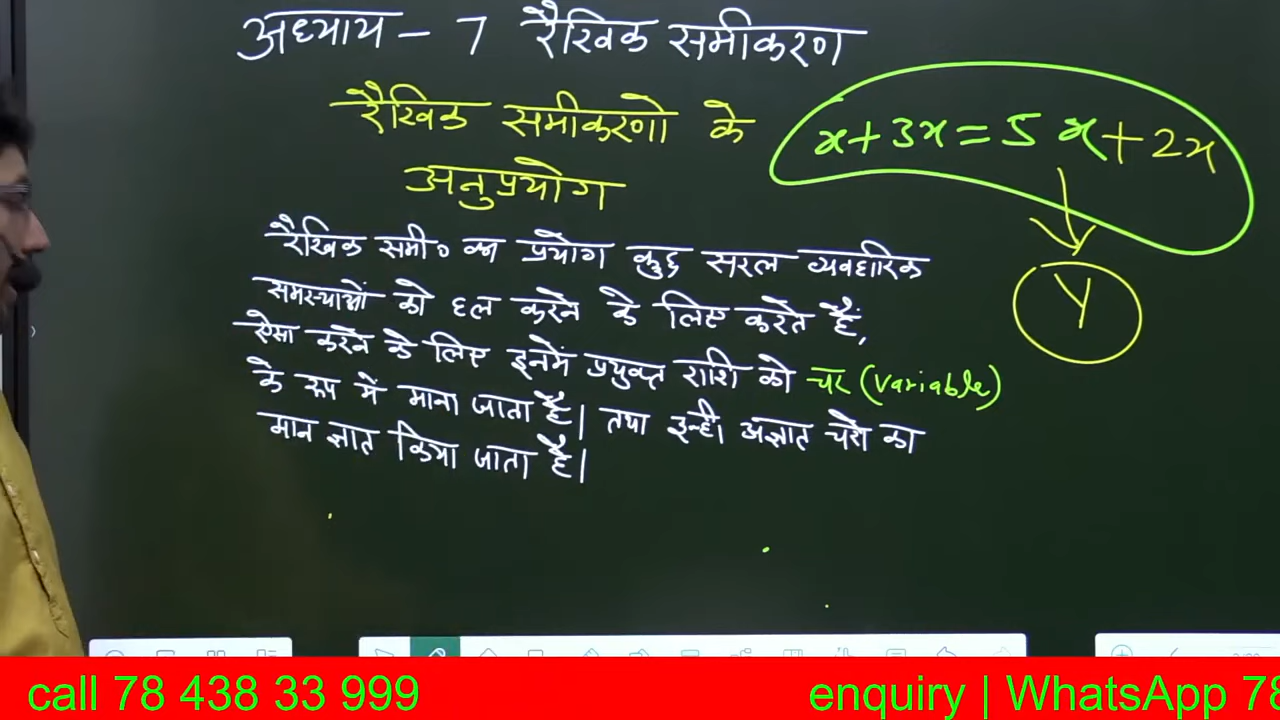 अध्याय - 7 रैखिक समीकरण
रैखिक समीकरणो के
अनुप्रयोग
x+3x=5x+2x
Y
रैखिक समी० का प्रयोग कुछ सरल व्यवहारिक
समस्याओं को हल करने के लिए करते हैं,
ऐसा करने के लिए इनमें प्रयुक्त राशि को चर (variable)
के रूप में माना जाता है। तथा इन्ही अज्ञात चरो का
मान ज्ञात किया जाता है।
call 78 438 33 999
enquiry | WhatsApp 78